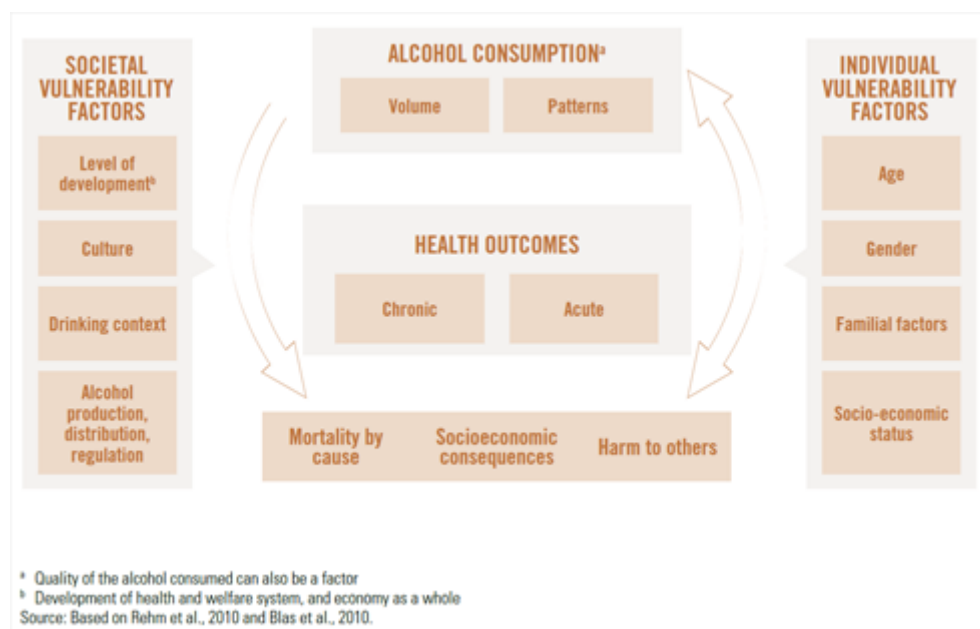 SOCIETAL
VULNERABILITY
FACTORS
Level of
developmentᵇ
Culture
Drinking context
Alcohol
production,
distribution,
regulation
ALCOHOL CONSUMPTIONᵃ
Volume
Patterns
HEALTH OUTCOMES
Chronic
Acute
Mortality by
cause
Socioeconomic
consequences
Harm to others
INDIVIDUAL
VULNERABILITY
FACTORS
Age
Gender
Familial factors
Socio-economic
status
ᵃ Quality of the alcohol consumed can also be a factor
ᵇ Development of health and welfare system, and economy as a whole
Source: Based on Rehm et al., 2010 and Blas et al., 2010.